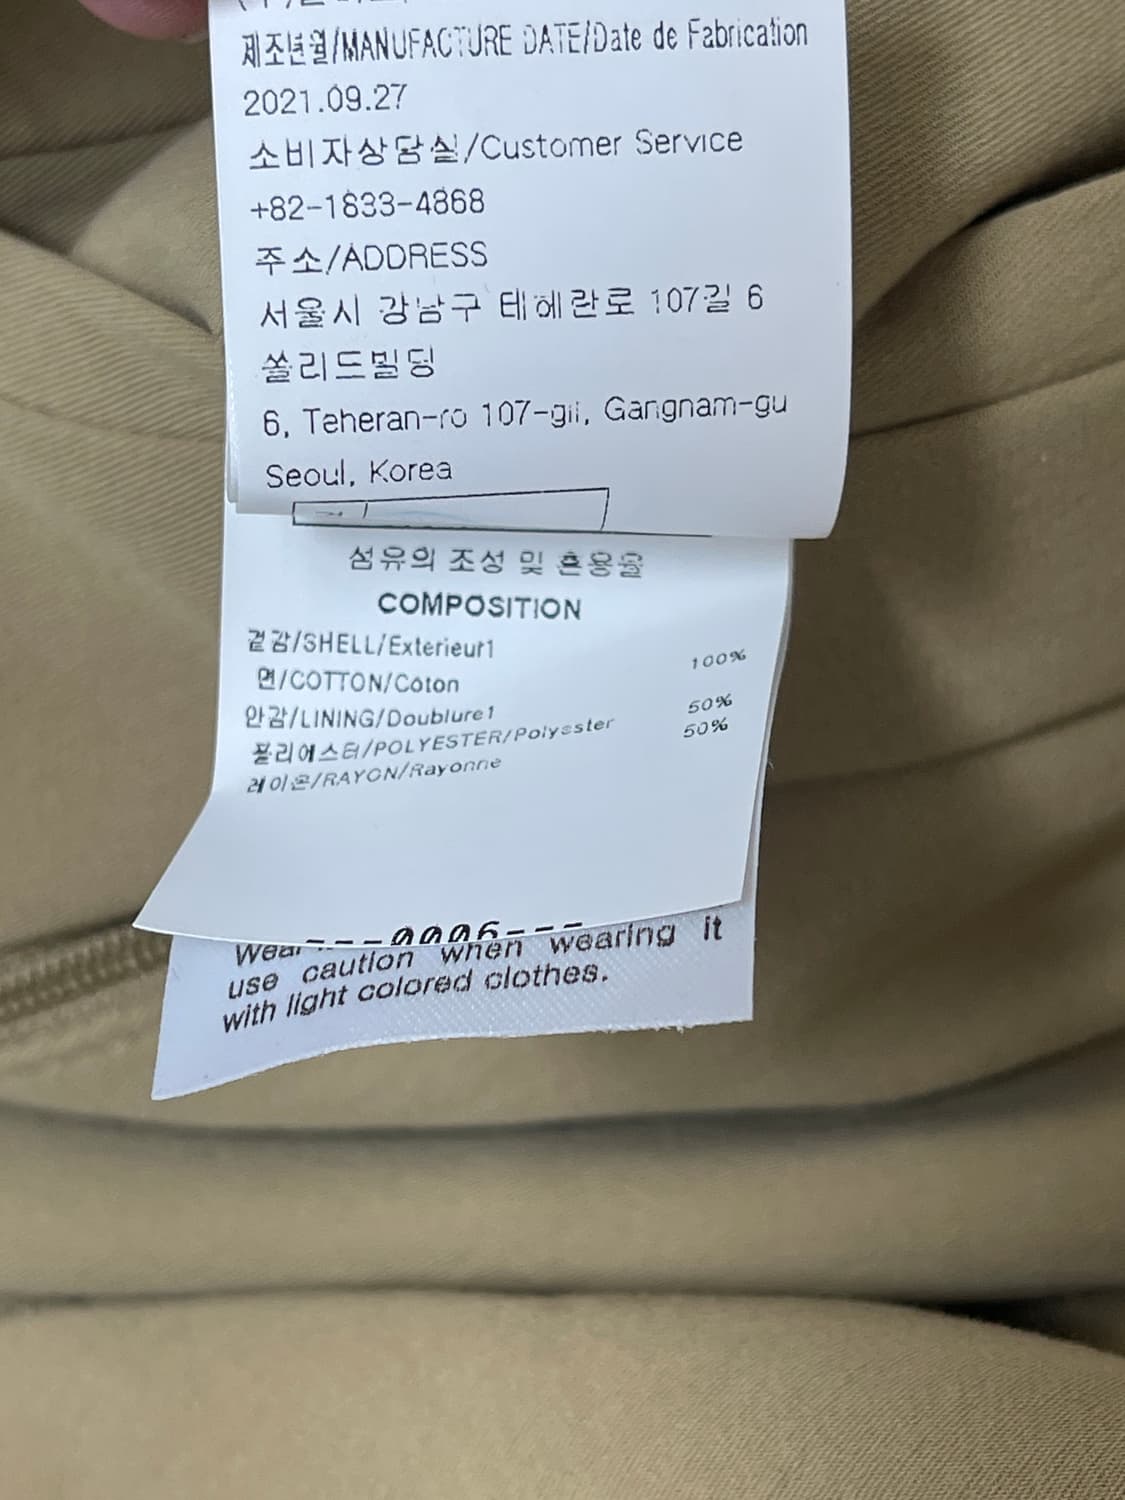 제조년월/MANUFACTURE DATE/Date de Fabrication
2021.09.27
소비자상담실/Customer Service
+82-1833-4868
주소/ADDRESS
서울시 강남구 테헤란로 107길 6
쏠리드빌딩
6, Teheran-ro 107-gil, Gangnam-gu
Seoul, Korea
섬유의 조성 및 혼용율
COMPOSITION
겉감/SHELL/Exterieur1
면/COTTON/Coton 100%
안감/LINING/Doublure1
폴리에스터/POLYESTER/Polyester 50%
레이온/RAYON/Rayonne 50%
---0006---
wear
use caution when wearing it
with light colored clothes.